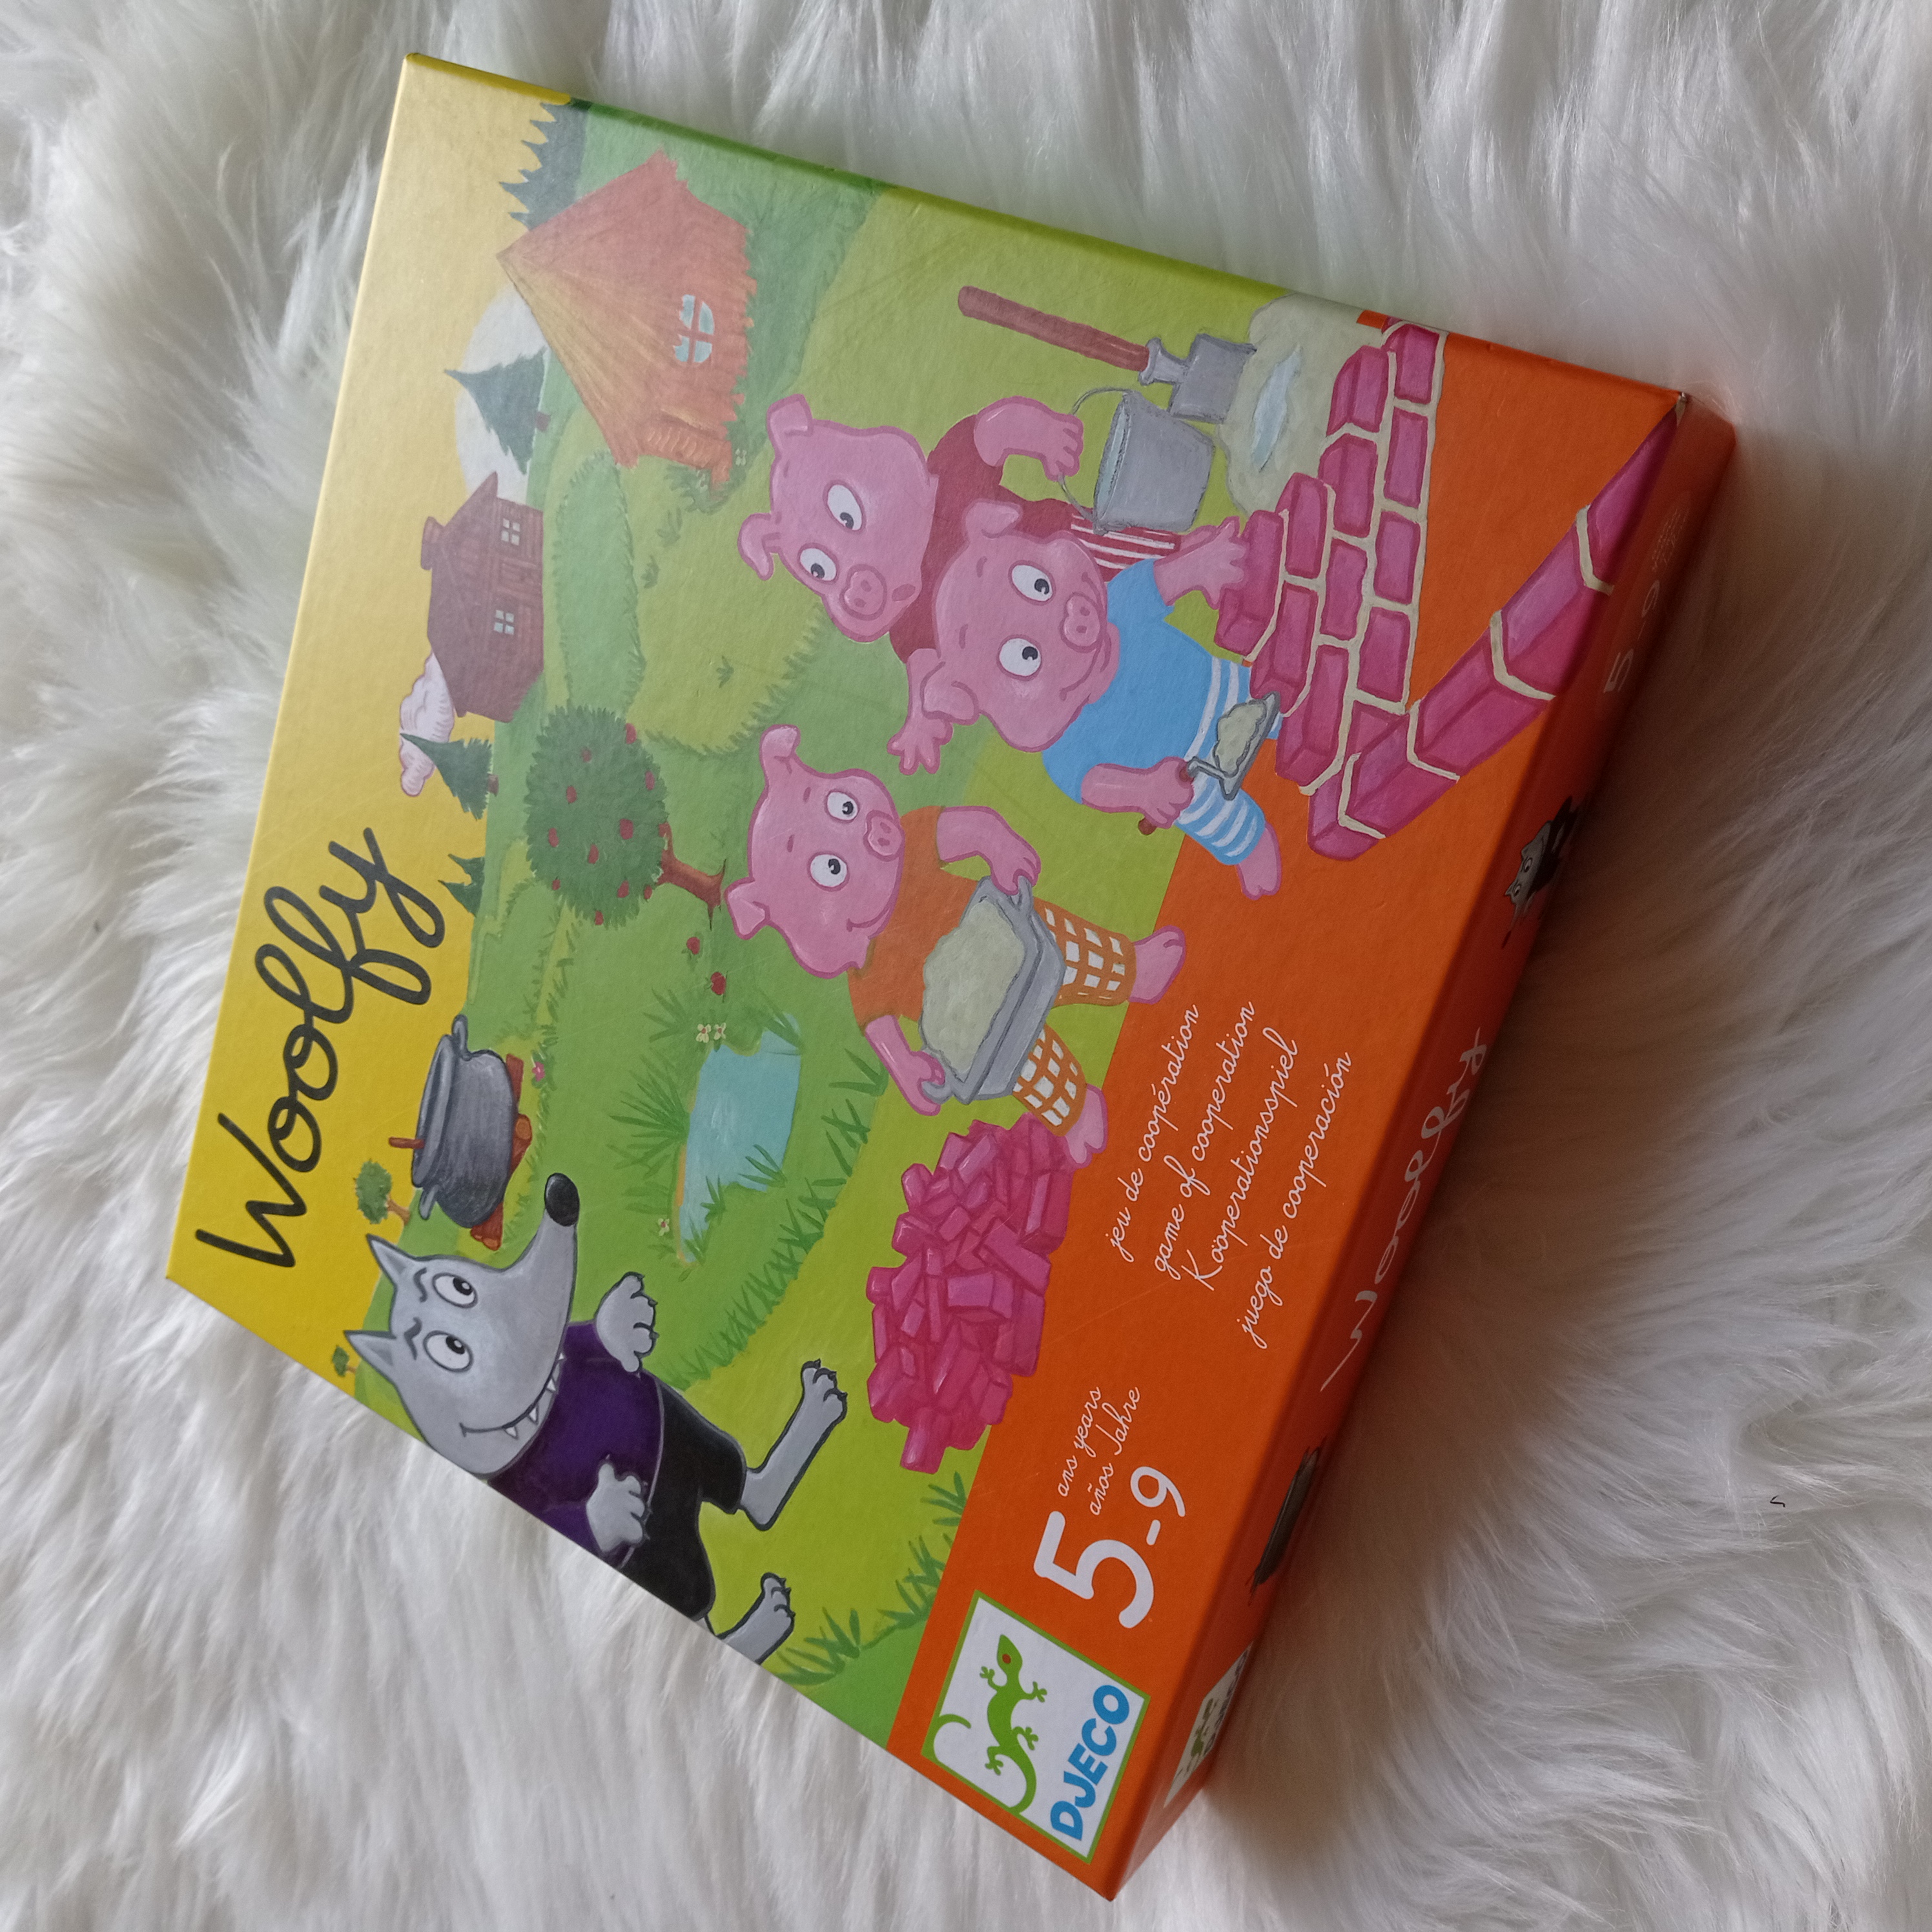 Woolfy
DJECO
5-9
ans years
años Jahre
jeu de coopération
game of cooperation
Kooperationsspiel
juego de cooperación
DJECO
Woolfy
5-9